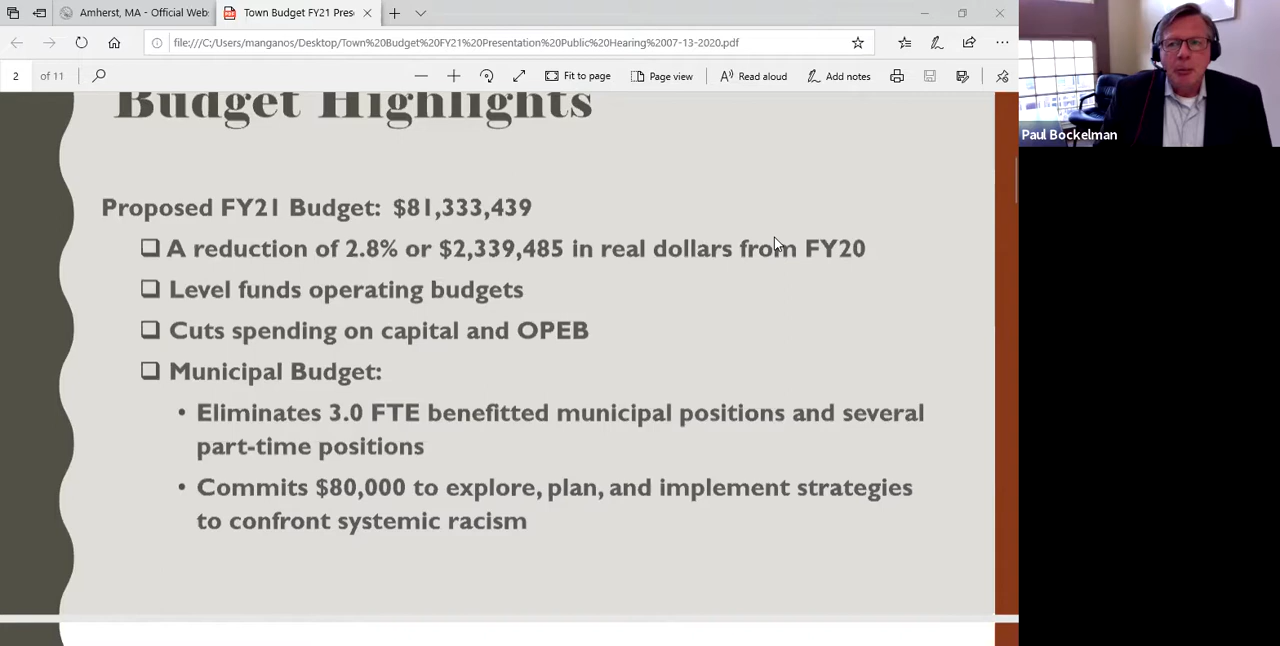 Amherst, MA - Official Web
Town Budget FY21 Pres
file:///C:/Users/manganos/Desktop/Town%20Budget%20FY21%20Presentation%20Public%20Hearing%2007-13-2020.pdf
2 of 11
Fit to page
Page view
Read aloud
Add notes
Paul Bockelman
Budget Highlights
Proposed FY21 Budget: $81,333,439
❑ A reduction of 2.8% or $2,339,485 in real dollars from FY20
❑ Level funds operating budgets
❑ Cuts spending on capital and OPEB
❑ Municipal Budget:
• Eliminates 3.0 FTE benefitted municipal positions and several
part-time positions
• Commits $80,000 to explore, plan, and implement strategies
to confront systemic racism